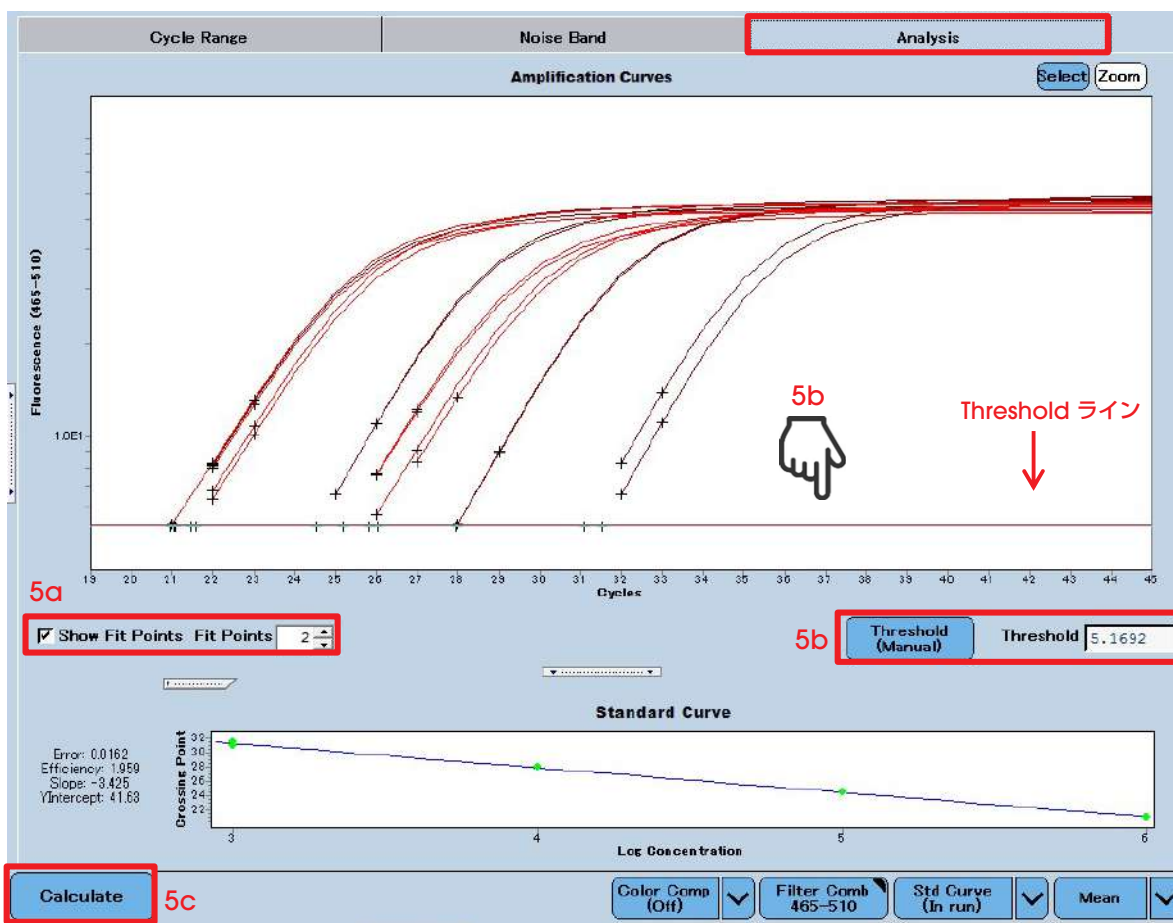 Cycle Range Noise Band Analysis
Amplification Curves
Select Zoom
Fluorescence (465-510)
1.0E1
5b
Threshold ライン
19 20 21 22 23 24 25 26 27 28 29 30 31 32 33 34 35 36 37 38 39 40 41 42 43 44 45
Cycles
5a
Show Fit Points Fit Points 2
5b
Threshold
(Manual)
Threshold 5.1692
Standard Curve
Error: 0.0162
Efficiency: 1.959
Slope: -3.425
YIntercept: 41.63
Crossing Point
32
30
28
26
24
22
3 4 5 6
Log Concentration
Calculate
5c
Color Comp
(Off)
Filter Comb
465-510
Std Curve
(In run)
Mean